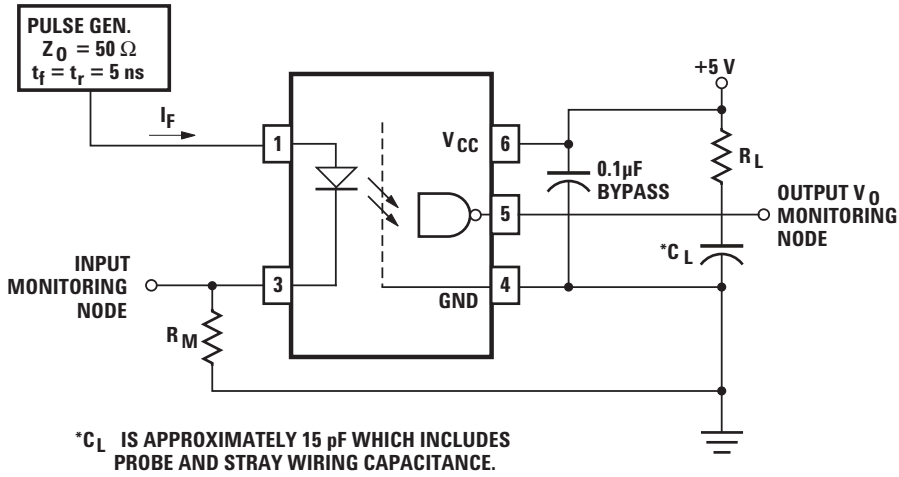 PULSE GEN.
Z0 = 50 Ω
tf = tr = 5 ns
IF
1
3
VCC
6
5
GND
4
0.1µF
BYPASS
+5 V
RL
*CL
OUTPUT V0
MONITORING
NODE
INPUT
MONITORING
NODE
RM
*CL IS APPROXIMATELY 15 pF WHICH INCLUDES
PROBE AND STRAY WIRING CAPACITANCE.